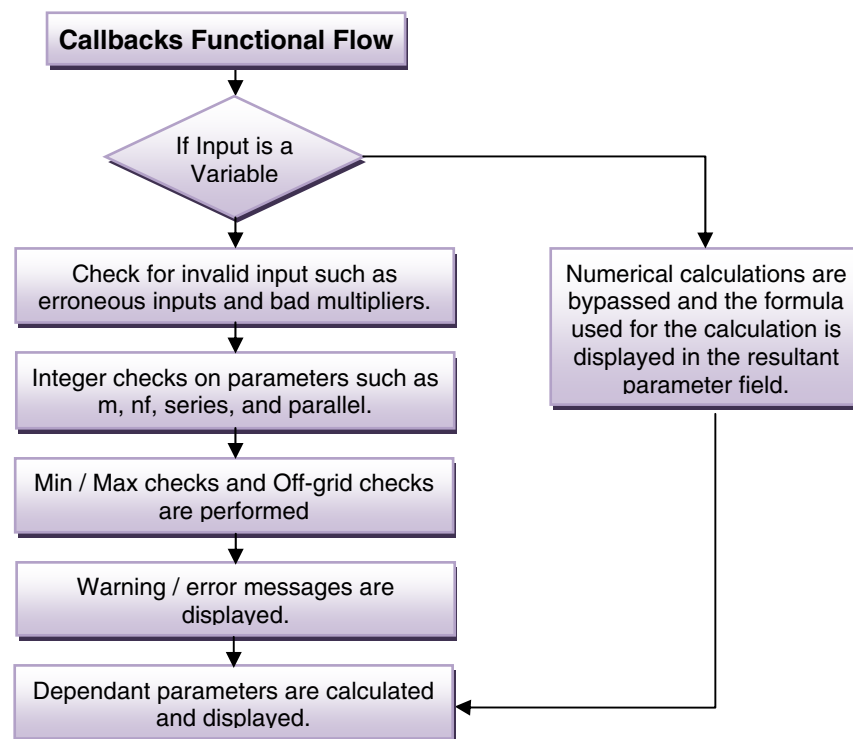 Callbacks Functional Flow
If Input is a
Variable
Check for invalid input such as
erroneous inputs and bad multipliers.
Integer checks on parameters such as
m, nf, series, and parallel.
Min / Max checks and Off-grid checks
are performed
Warning / error messages are
displayed.
Dependant parameters are calculated
and displayed.
Numerical calculations are
bypassed and the formula
used for the calculation is
displayed in the resultant
parameter field.